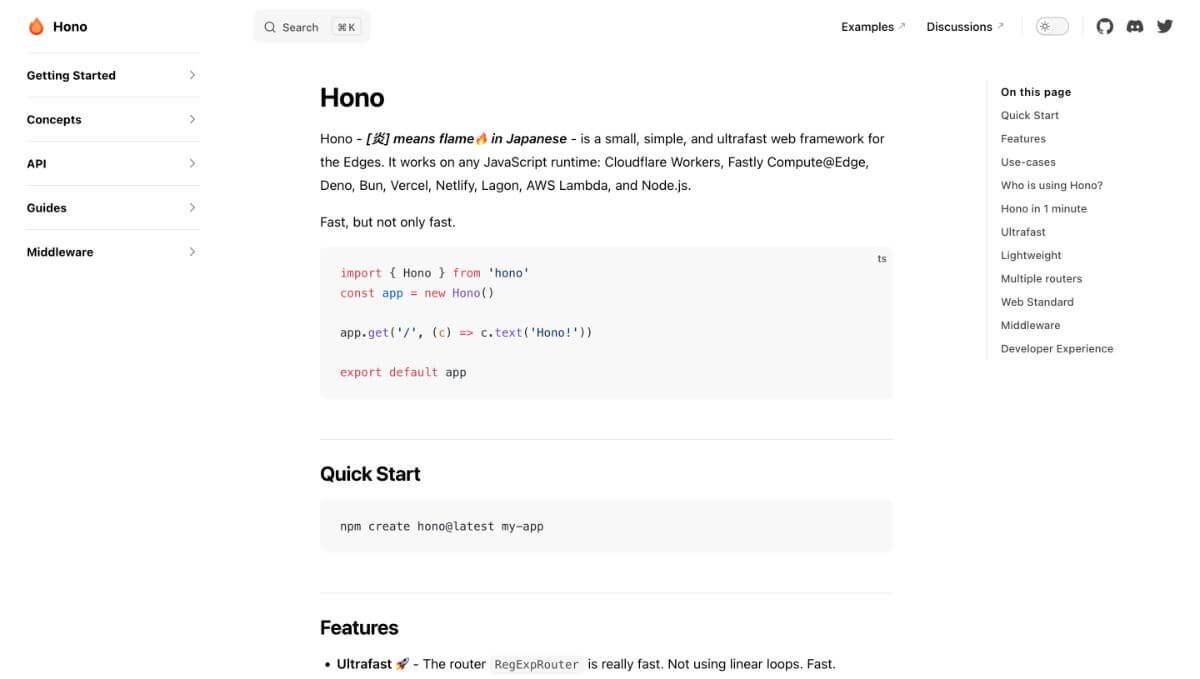 Hono
Search ⌘K
Examples ↗ Discussions ↗
Getting Started
Concepts
API
Guides
Middleware
Hono
Hono - [炎] means flame🔥 in Japanese - is a small, simple, and ultrafast web framework for
the Edges. It works on any JavaScript runtime: Cloudflare Workers, Fastly Compute@Edge,
Deno, Bun, Vercel, Netlify, Lagon, AWS Lambda, and Node.js.
Fast, but not only fast.
ts
import { Hono } from 'hono'
const app = new Hono()
app.get('/', (c) => c.text('Hono!'))
export default app
Quick Start
npm create hono@latest my-app
Features
• Ultrafast 🚀 - The router RegExpRouter is really fast. Not using linear loops. Fast.
On this page
Quick Start
Features
Use-cases
Who is using Hono?
Hono in 1 minute
Ultrafast
Lightweight
Multiple routers
Web Standard
Middleware
Developer Experience